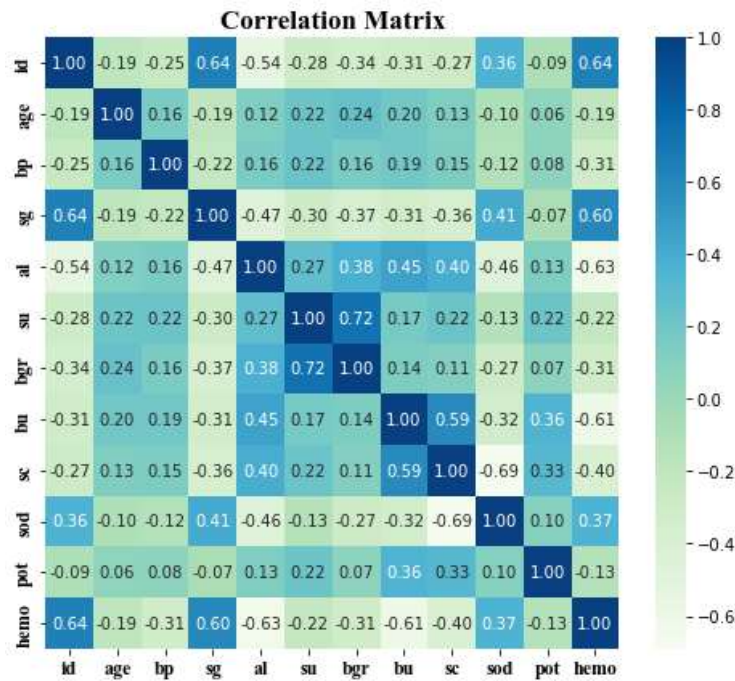 Correlation Matrix
id 1.00 -0.19 -0.25 0.64 -0.54 -0.28 -0.34 -0.31 -0.27 0.36 -0.09 0.64
age -0.19 1.00 0.16 -0.19 0.12 0.22 0.24 0.20 0.13 -0.10 0.06 -0.19
bp -0.25 0.16 1.00 -0.22 0.16 0.22 0.16 0.19 0.15 -0.12 0.08 -0.31
sg 0.64 -0.19 -0.22 1.00 -0.47 -0.30 -0.37 -0.31 -0.36 0.41 -0.07 0.60
al -0.54 0.12 0.16 -0.47 1.00 0.27 0.38 0.45 0.40 -0.46 0.13 -0.63
su -0.28 0.22 0.22 -0.30 0.27 1.00 0.72 0.17 0.22 -0.13 0.22 -0.22
bgr -0.34 0.24 0.16 -0.37 0.38 0.72 1.00 0.14 0.11 -0.27 0.07 -0.31
bu -0.31 0.20 0.19 -0.31 0.45 0.17 0.14 1.00 0.59 -0.32 0.36 -0.61
sc -0.27 0.13 0.15 -0.36 0.40 0.22 0.11 0.59 1.00 -0.69 0.33 -0.40
sod 0.36 -0.10 -0.12 0.41 -0.46 -0.13 -0.27 -0.32 -0.69 1.00 0.10 0.37
pot -0.09 0.06 0.08 -0.07 0.13 0.22 0.07 0.36 0.33 0.10 1.00 -0.13
hemo 0.64 -0.19 -0.31 0.60 -0.63 -0.22 -0.31 -0.61 -0.40 0.37 -0.13 1.00
id age bp sg al su bgr bu sc sod pot hemo
1.0
0.8
0.6
0.4
0.2
0.0
−0.2
−0.4
−0.6